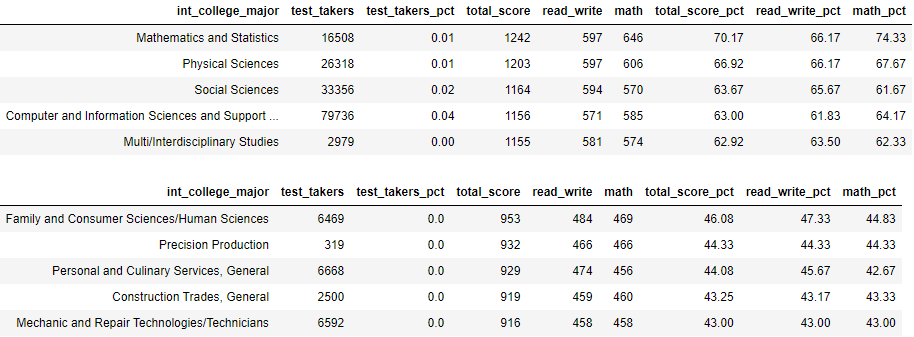 int_college_major test_takers test_takers_pct total_score read_write math total_score_pct read_write_pct math_pct
Mathematics and Statistics 16508 0.01 1242 597 646 70.17 66.17 74.33
Physical Sciences 26318 0.01 1203 597 606 66.92 66.17 67.67
Social Sciences 33356 0.02 1164 594 570 63.67 65.67 61.67
Computer and Information Sciences and Support ... 79736 0.04 1156 571 585 63.00 61.83 64.17
Multi/Interdisciplinary Studies 2979 0.00 1155 581 574 62.92 63.50 62.33
int_college_major test_takers test_takers_pct total_score read_write math total_score_pct read_write_pct math_pct
Family and Consumer Sciences/Human Sciences 6469 0.0 953 484 469 46.08 47.33 44.83
Precision Production 319 0.0 932 466 466 44.33 44.33 44.33
Personal and Culinary Services, General 6668 0.0 929 474 456 44.08 45.67 42.67
Construction Trades, General 2500 0.0 919 459 460 43.25 43.17 43.33
Mechanic and Repair Technologies/Technicians 6592 0.0 916 458 458 43.00 43.00 43.00